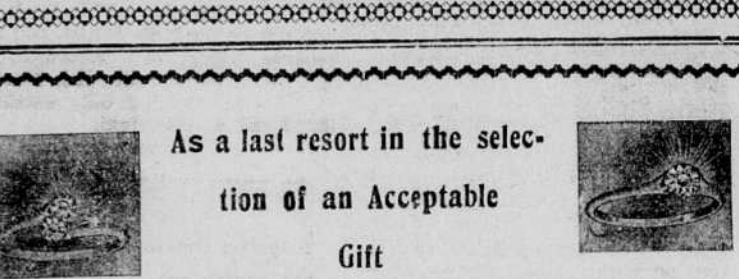 As a last resort in the selec-
tion of an Acceptable
Gift